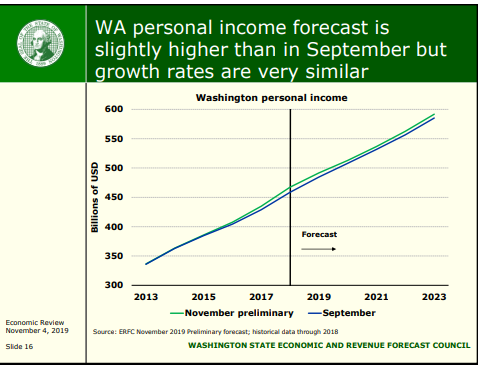 WA personal income forecast is
slightly higher than in September but
growth rates are very similar
Washington personal income
Billions of USD
600
550
500
450
400
350
300
Forecast
2013 2015 2017 2019 2021 2023
November preliminary September
Source: ERFC November 2019 Preliminary forecast; historical data through 2018
Economic Review
November 4, 2019
Slide 16
WASHINGTON STATE ECONOMIC AND REVENUE FORECAST COUNCIL